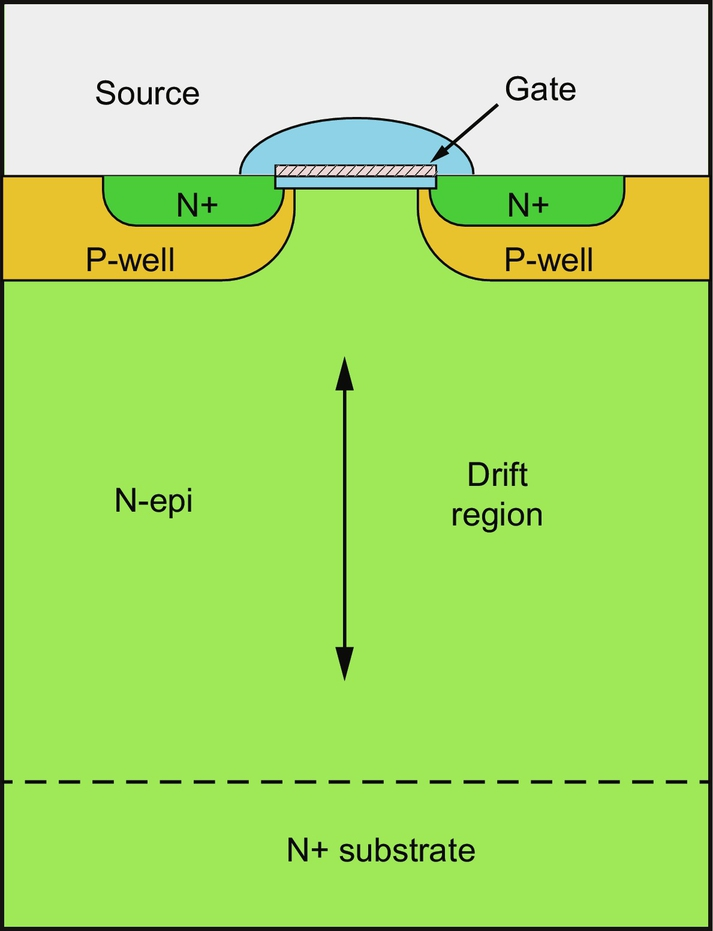 Source
Gate
N+
N+
P-well
P-well
N-epi
Drift
region
N+ substrate